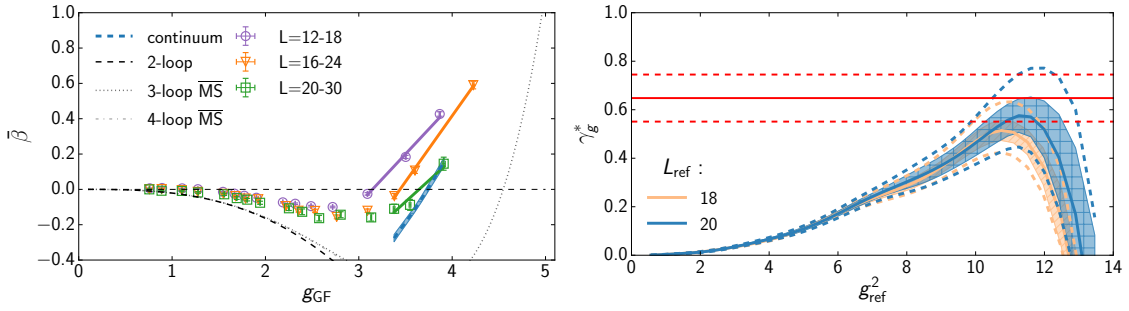 1.0
0.8
0.6
0.4
0.2
0.0
−0.2
−0.4
β̄
0 1 2 3 4 5
g_GF
continuum
2-loop
3-loop M̅S̅
4-loop M̅S̅
L=12-18
L=16-24
L=20-30
1.0
0.8
0.6
0.4
0.2
0.0
γ*_g
0 2 4 6 8 10 12 14
g²_ref
L_ref :
18
20